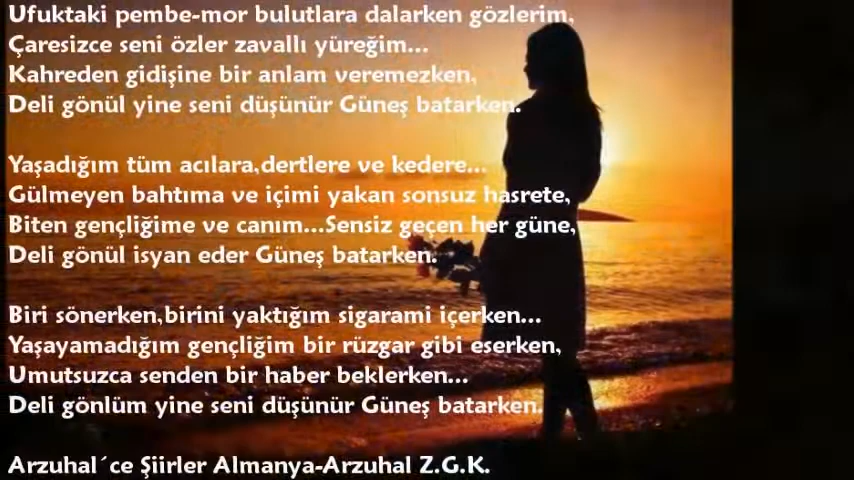 Ufuktaki pembe-mor bulutlara dalarken gözlerim,
Çaresizce seni özler zavallı yüreğim...
Kahreden gidişine bir anlam veremezken,
Deli gönül yine seni düşünür Güneş batarken.
Yaşadığım tüm acılara,dertlere ve kedere...
Gülmeyen bahtıma ve içimi yakan sonsuz hasrete,
Biten gençliğime ve canım...Sensiz geçen her güne,
Deli gönül isyan eder Güneş batarken.
Biri sönerken,birini yaktığım sigarami içerken...
Yaşayamadığım gençliğim bir rüzgar gibi eserken,
Umutsuzca senden bir haber beklerken...
Deli gönlüm yine seni düşünür Güneş batarken.
Arzuhal´ce Şiirler Almanya-Arzuhal Z.G.K.